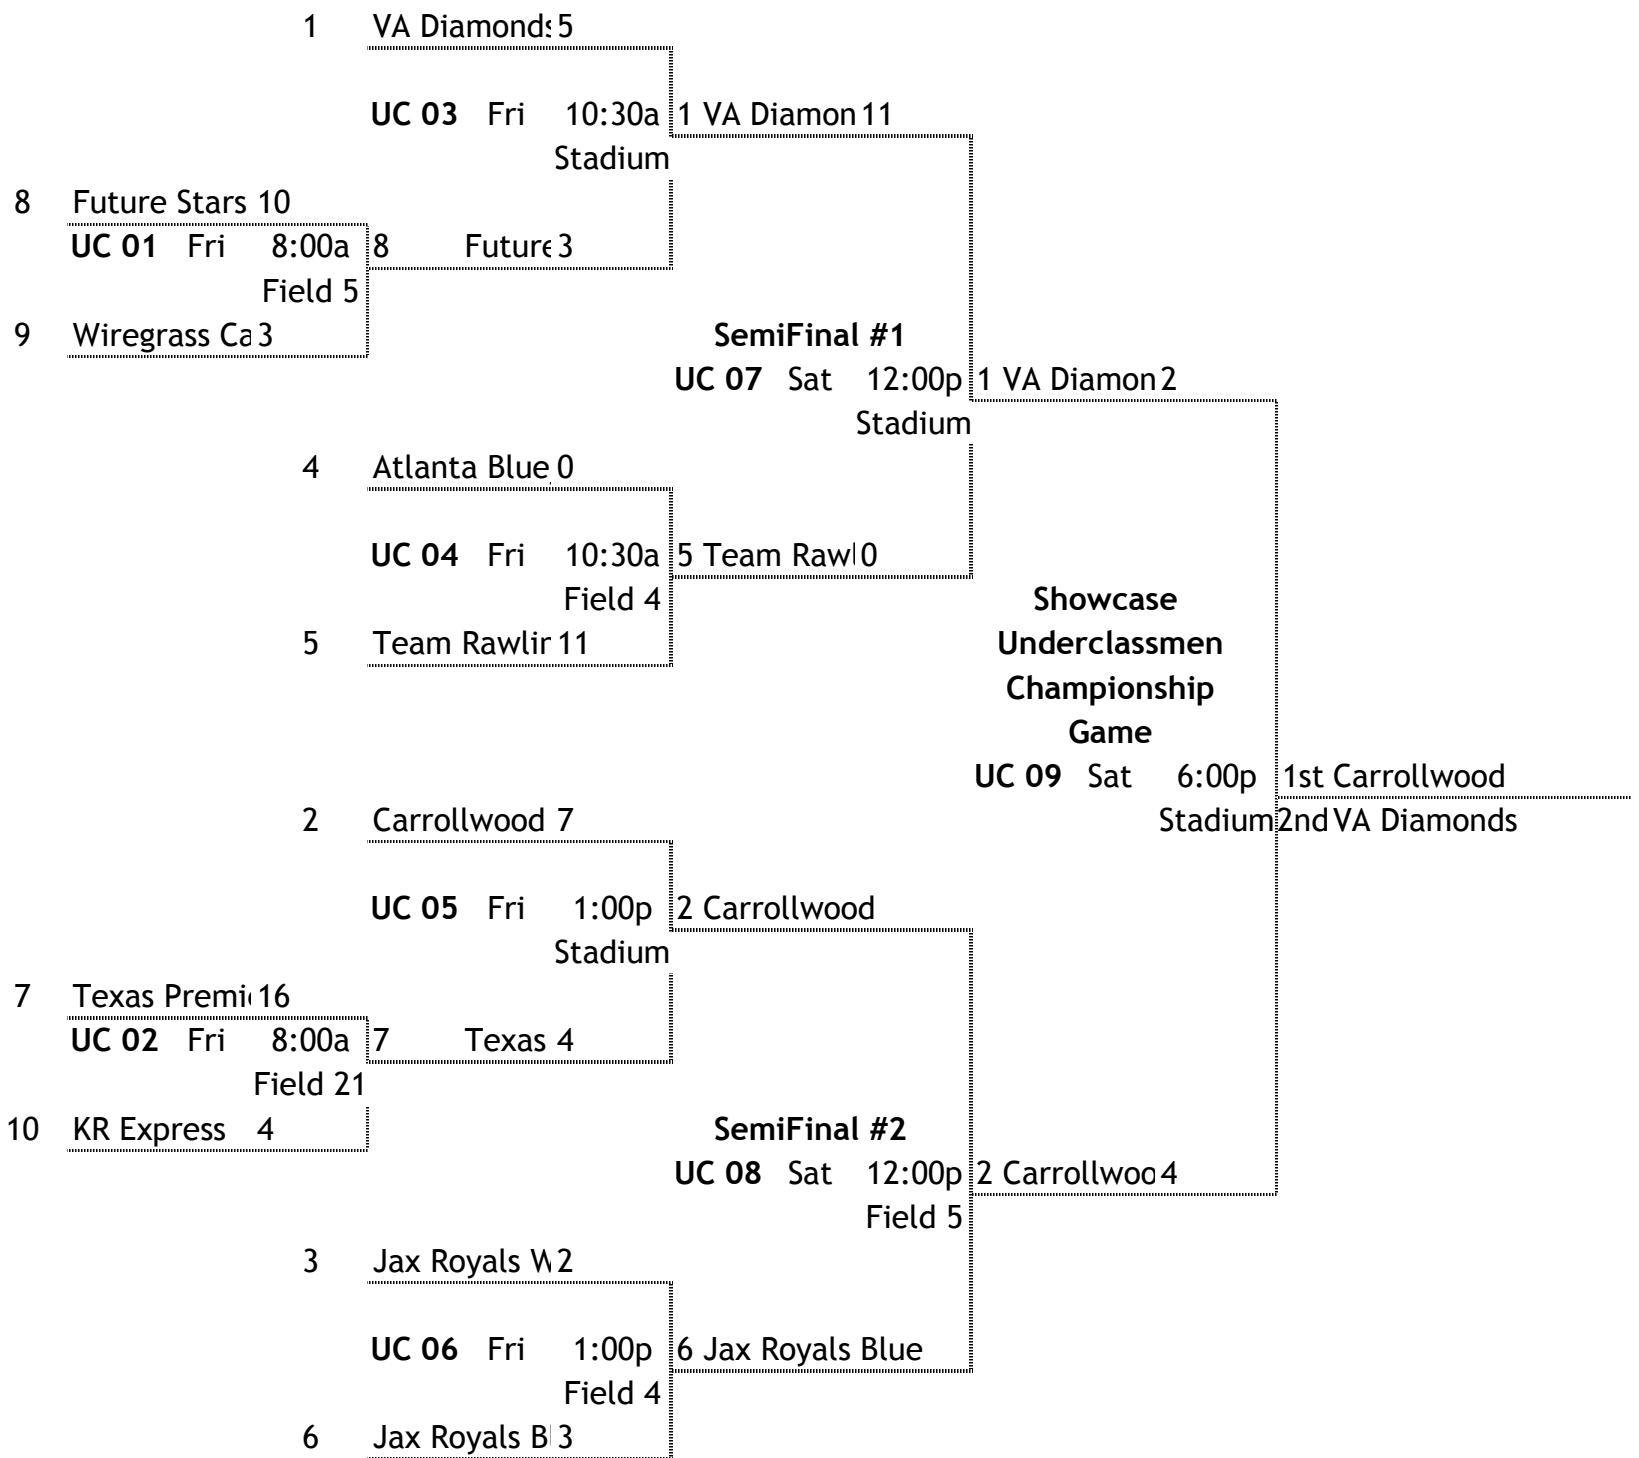 1 VA Diamonds 5
UC 03 Fri 10:30a 1 VA Diamon 11
Stadium
8 Future Stars 10
UC 01 Fri 8:00a 8 Future 3
Field 5
9 Wiregrass Ca 3
SemiFinal #1
UC 07 Sat 12:00p 1 VA Diamon 2
Stadium
4 Atlanta Blue 0
UC 04 Fri 10:30a 5 Team Rawl 0
Field 4
Showcase
5 Team Rawlin 11
Underclassmen
Championship
Game
UC 09 Sat 6:00p 1st Carrollwood
2 Carrollwood 7
Stadium 2nd VA Diamonds
UC 05 Fri 1:00p 2 Carrollwood
Stadium
7 Texas Premi 16
UC 02 Fri 8:00a 7 Texas 4
Field 21
10 KR Express 4
SemiFinal #2
UC 08 Sat 12:00p 2 Carrollwoo 4
Field 5
3 Jax Royals W 2
UC 06 Fri 1:00p 6 Jax Royals Blue
Field 4
6 Jax Royals Bl 3